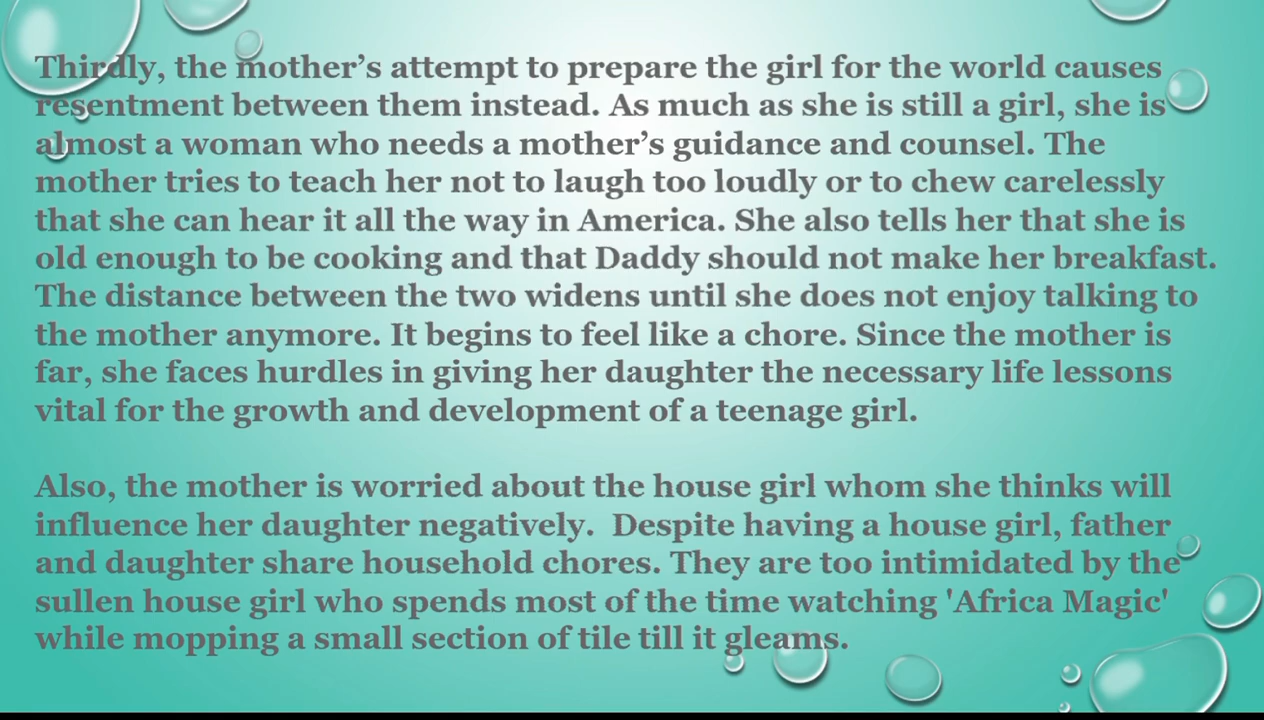 Thirdly, the mother’s attempt to prepare the girl for the world causes
resentment between them instead. As much as she is still a girl, she is
almost a woman who needs a mother’s guidance and counsel. The
mother tries to teach her not to laugh too loudly or to chew carelessly
that she can hear it all the way in America. She also tells her that she is
old enough to be cooking and that Daddy should not make her breakfast.
The distance between the two widens until she does not enjoy talking to
the mother anymore. It begins to feel like a chore. Since the mother is
far, she faces hurdles in giving her daughter the necessary life lessons
vital for the growth and development of a teenage girl.
Also, the mother is worried about the house girl whom she thinks will
influence her daughter negatively.  Despite having a house girl, father
and daughter share household chores. They are too intimidated by the
sullen house girl who spends most of the time watching 'Africa Magic'
while mopping a small section of tile till it gleams.